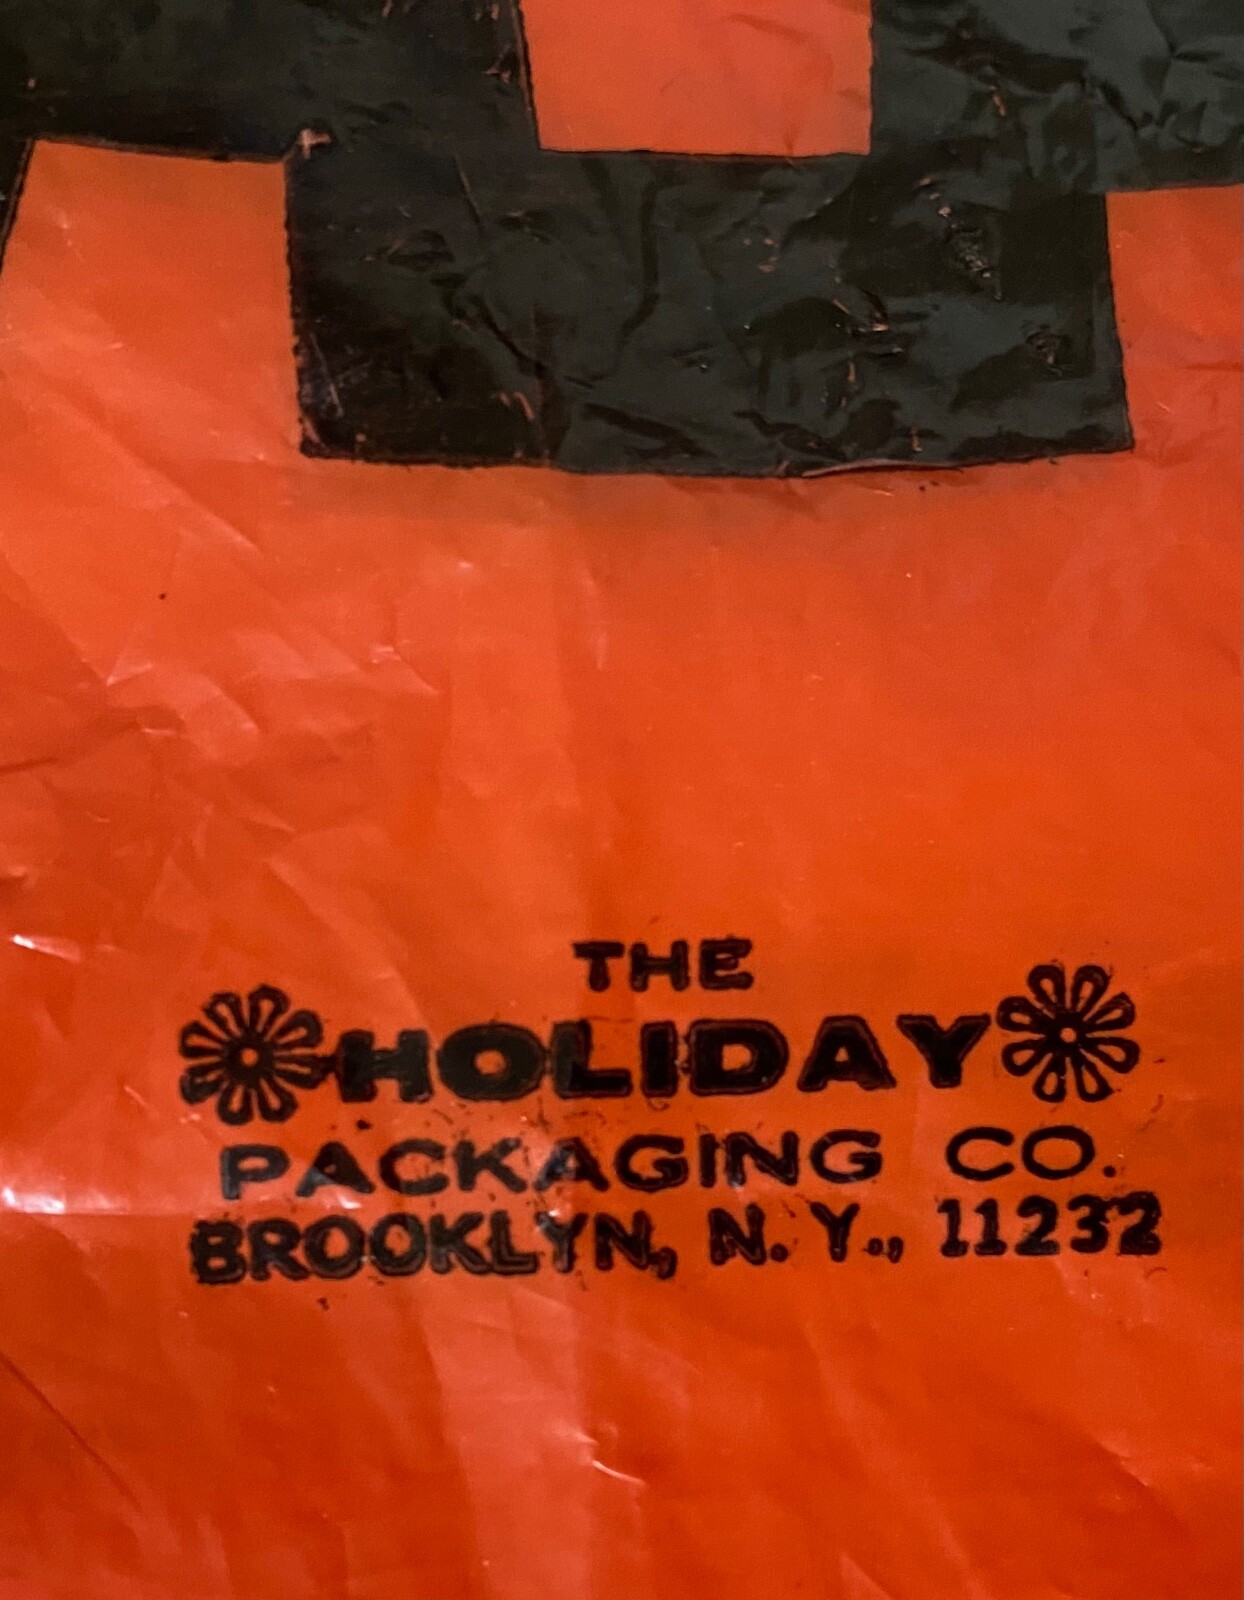 THE
HOLIDAY
PACKAGING CO.
BROOKLYN, N. Y., 11232